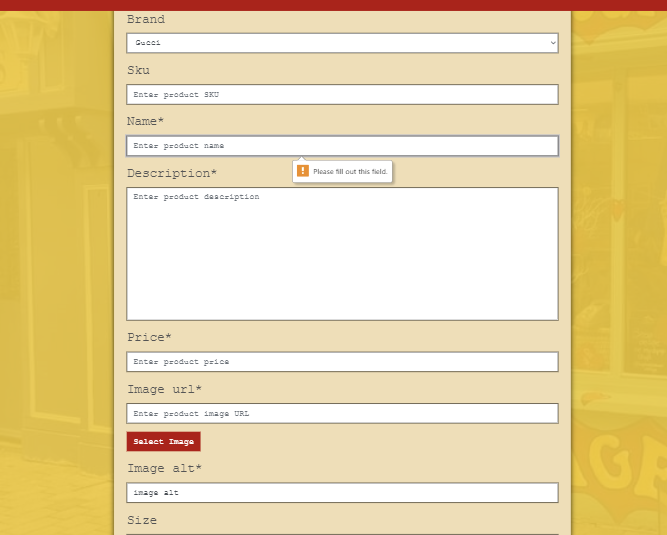 Brand
Gucci
Sku
Enter product SKU
Name*
Enter product name
Please fill out this field.
Description*
Enter product description
Price*
Enter product price
Image url*
Enter product image URL
Select Image
Image alt*
image alt
Size